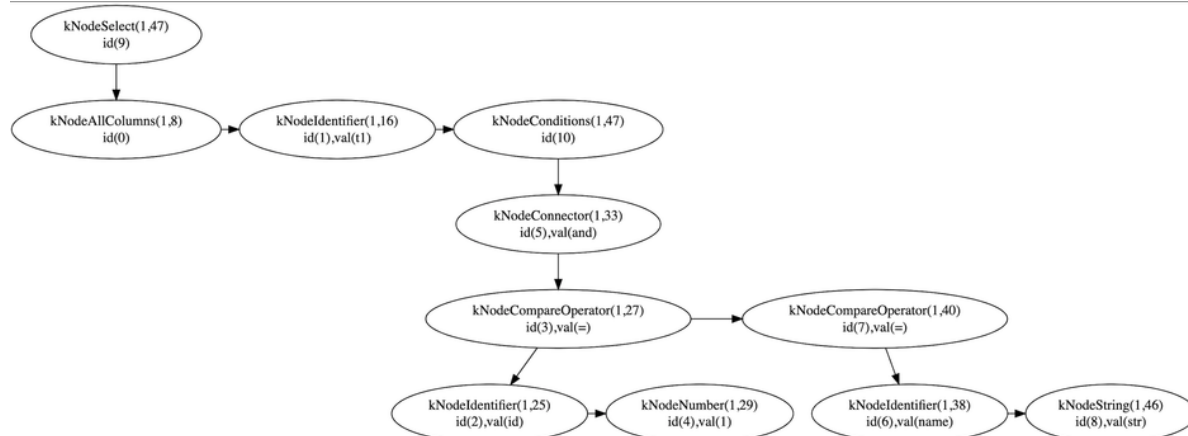 kNodeSelect(1,47)
id(9)
kNodeAllColumns(1,8)
id(0)
kNodeIdentifier(1,16)
id(1),val(t1)
kNodeConditions(1,47)
id(10)
kNodeConnector(1,33)
id(5),val(and)
kNodeCompareOperator(1,27)
id(3),val(=)
kNodeCompareOperator(1,40)
id(7),val(=)
kNodeIdentifier(1,25)
id(2),val(id)
kNodeNumber(1,29)
id(4),val(1)
kNodeIdentifier(1,38)
id(6),val(name)
kNodeString(1,46)
id(8),val(str)